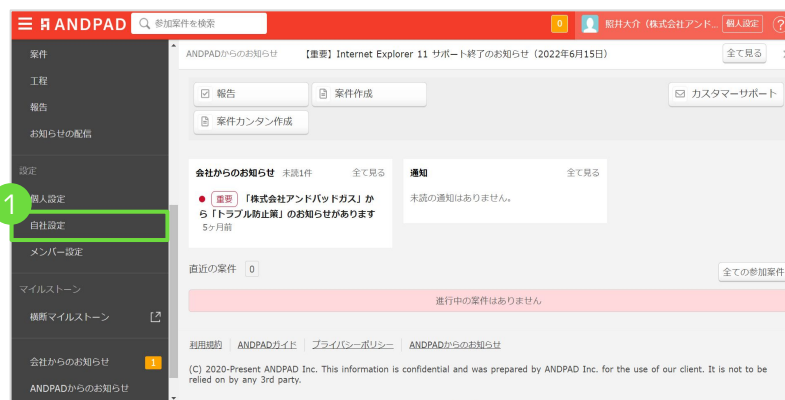 ANDPAD 参加案件を検索 0 照井大介（株式会社アンド... 個人設定 ?
案件
工程
報告
お知らせの配信
設定
1
個人設定
自社設定
メンバー設定
マイルストーン
横断マイルストーン
会社からのお知らせ 1
ANDPADからのお知らせ
ANDPADからのお知らせ 【重要】Internet Explorer 11 サポート終了のお知らせ（2022年6月15日） 全て見る
報告 案件作成 カスタマーサポート
案件カンタン作成
会社からのお知らせ 未読1件 全て見る
重要 「株式会社アンドパッドガス」か
ら「トラブル防止策」のお知らせがあります
5ヶ月前
通知 全て見る
未読の通知はありません。
直近の案件 0 全ての参加案件
進行中の案件はありません
利用規約 ANDPADガイド プライバシーポリシー ANDPADからのお知らせ
(C) 2020-Present ANDPAD Inc. This information is confidential and was prepared by ANDPAD Inc. for the use of our client. It is not to be
relied on by any 3rd party.